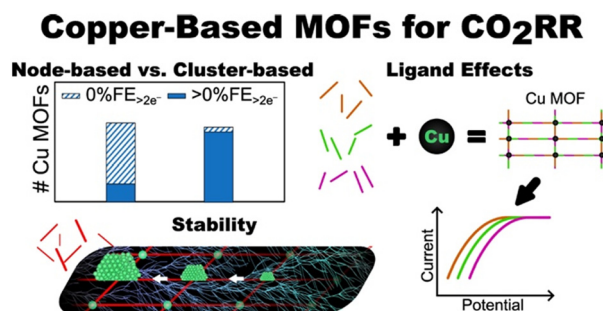 Copper-Based MOFs for CO2RR
Node-based vs. Cluster-based
0%FE>2e- >0%FE>2e-
# Cu MOFs
Ligand Effects
+ Cu =
Cu MOF
Stability
Current
Potential